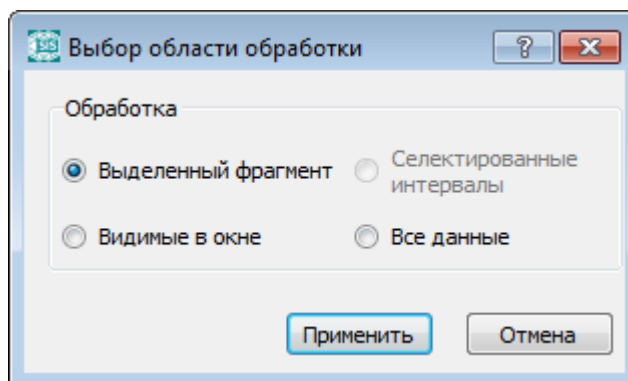 Выбор области обработки
Обработка
Выделенный фрагмент
Селектированные
интервалы
Видимые в окне
Все данные
Применить
Отмена